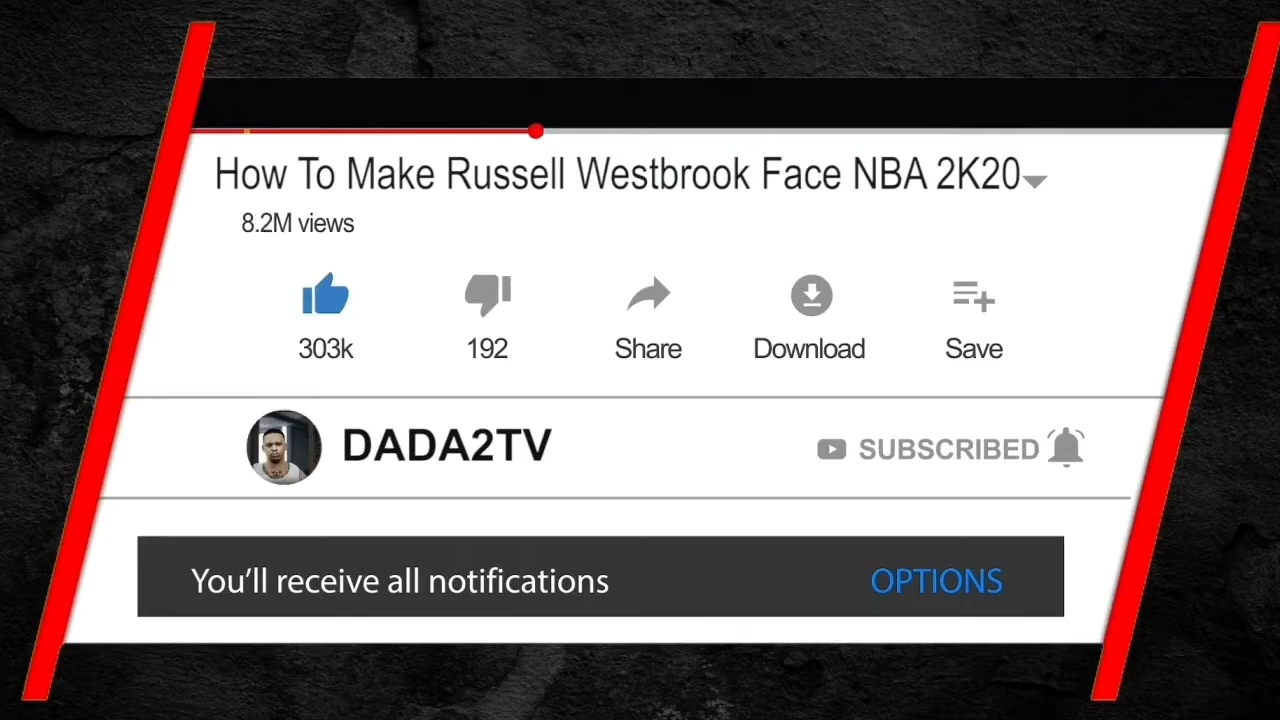 How To Make Russell Westbrook Face NBA 2K20
8.2M views
303k 192 Share Download Save
DADA2TV SUBSCRIBED
You’ll receive all notifications OPTIONS